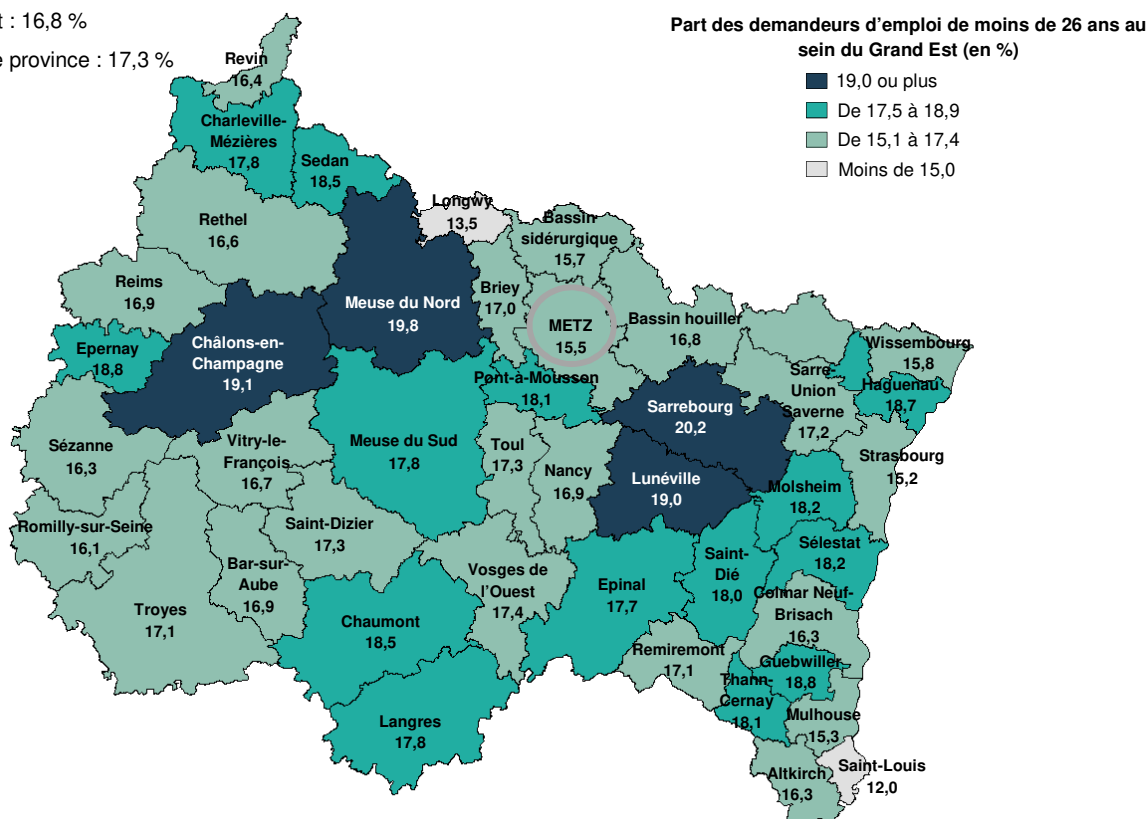 t : 16,8 %
e province : 17,3 %
Part des demandeurs d'emploi de moins de 26 ans au
sein du Grand Est (en %)
19,0 ou plus
De 17,5 à 18,9
De 15,1 à 17,4
Moins de 15,0
Revin
16,4
Charleville-
Mézières
17,8
Sedan
18,5
Rethel
16,6
Longwy
13,5
Bassin
sidérurgique
15,7
Reims
16,9
Meuse du Nord
19,8
Briey
17,0
METZ
15,5
Bassin houiller
16,8
Epernay
18,8
Châlons-en-
Champagne
19,1
Wissembourg
15,8
Pont-à-Mousson
18,1
Sarre-
Union
Saverne
17,2
Haguenau
18,7
Sarrebourg
20,2
Sézanne
16,3
Vitry-le-
François
16,7
Meuse du Sud
17,8
Toul
17,3
Nancy
16,9
Lunéville
19,0
Strasbourg
15,2
Molsheim
18,2
Romilly-sur-Seine
16,1
Saint-Dizier
17,3
Sélestat
18,2
Bar-sur-
Aube
16,9
Vosges de
l'Ouest
17,4
Epinal
17,7
Saint-
Dié
18,0
Colmar Neuf-
Brisach
16,3
Troyes
17,1
Chaumont
18,5
Remiremont
17,1
Guebwiller
18,8
Thann-
Cernay
18,1
Langres
17,8
Mulhouse
15,3
Altkirch
16,3
Saint-Louis
12,0